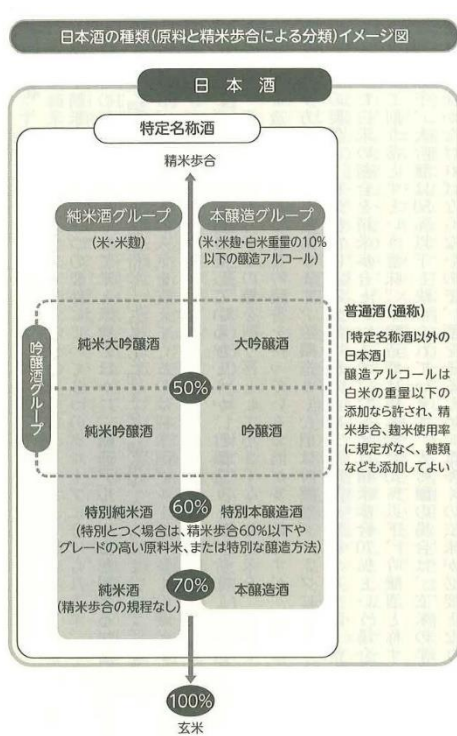 日本酒の種類(原料と精米歩合による分類)イメージ図
日本酒
特定名称酒
精米歩合
純米酒グループ
(米・米麹)
本醸造グループ
(米・米麹・白米重量の10%
以下の醸造アルコール)
吟醸酒グループ
純米大吟醸酒
大吟醸酒
50%
純米吟醸酒
吟醸酒
60%
特別純米酒
特別本醸造酒
(特別とつく場合は、精米歩合60%以下や
グレードの高い原料米、または特別な醸造方法)
70%
純米酒
(精米歩合の規程なし)
本醸造酒
100%
玄米
普通酒(通称)
「特定名称酒以外の
日本酒」
醸造アルコールは
白米の重量以下の
添加なら許され、精
米歩合、麹米使用率
に規定がなく、糖類
なども添加してよい